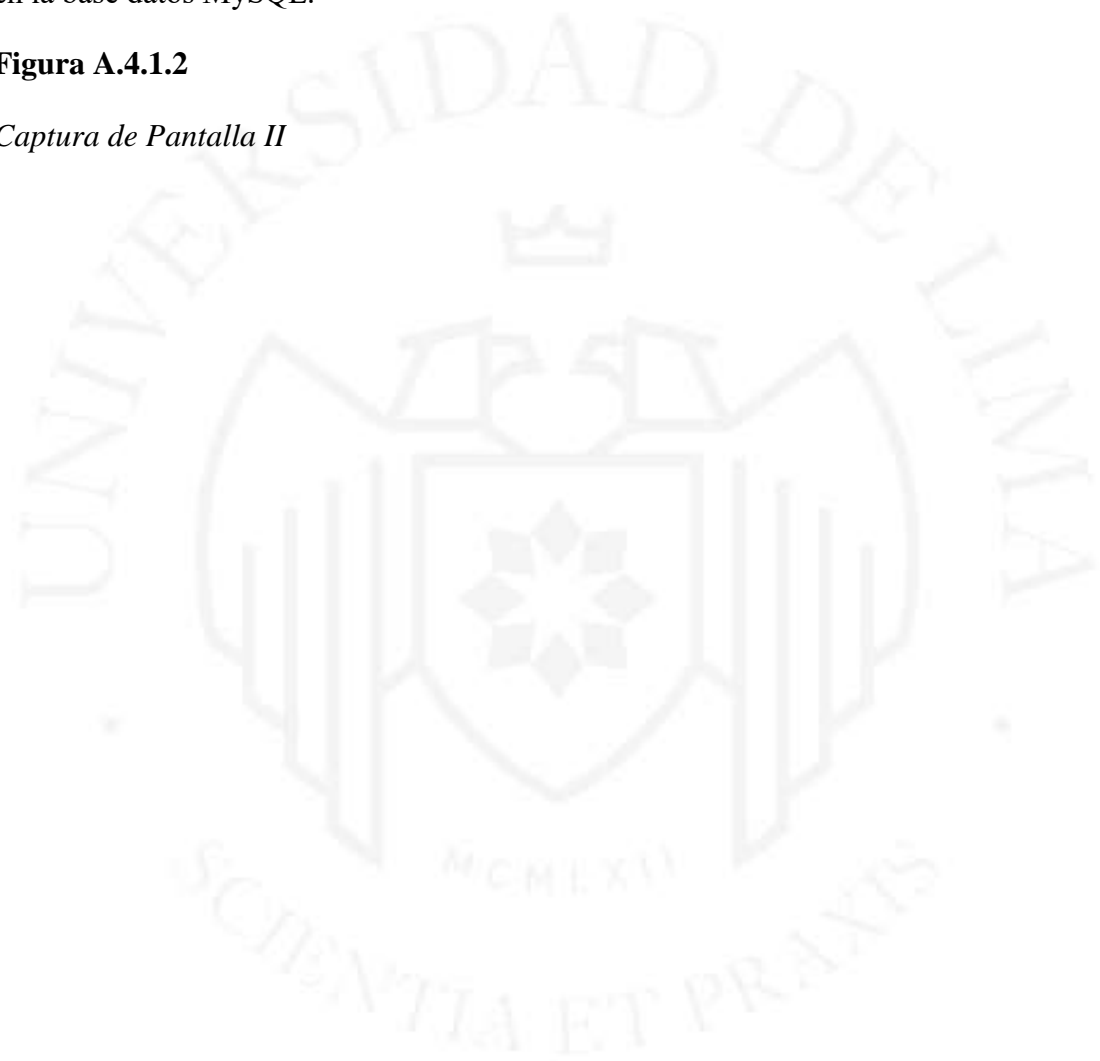 en la base datos MySQL.
Figura A.4.1.2
Captura de Pantalla II
UNIVERSIDAD DE LIMA
MCMLXII
SCIENTIA ET PRAXIS